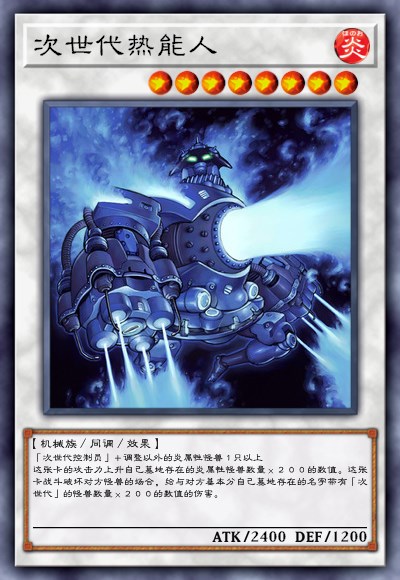 次世代热能人
ほのお
炎
【机械族／同调／效果】
「次世代控制员」＋调整以外的炎属性怪兽1只以上
这张卡的攻击力上升自己墓地存在的炎属性怪兽数量×200的数值。这张
卡战斗破坏对方怪兽的场合，给与对方基本分自己墓地存在的名字带有「次
世代」的怪兽数量×200的数值的伤害。
ATK/2400 DEF/1200